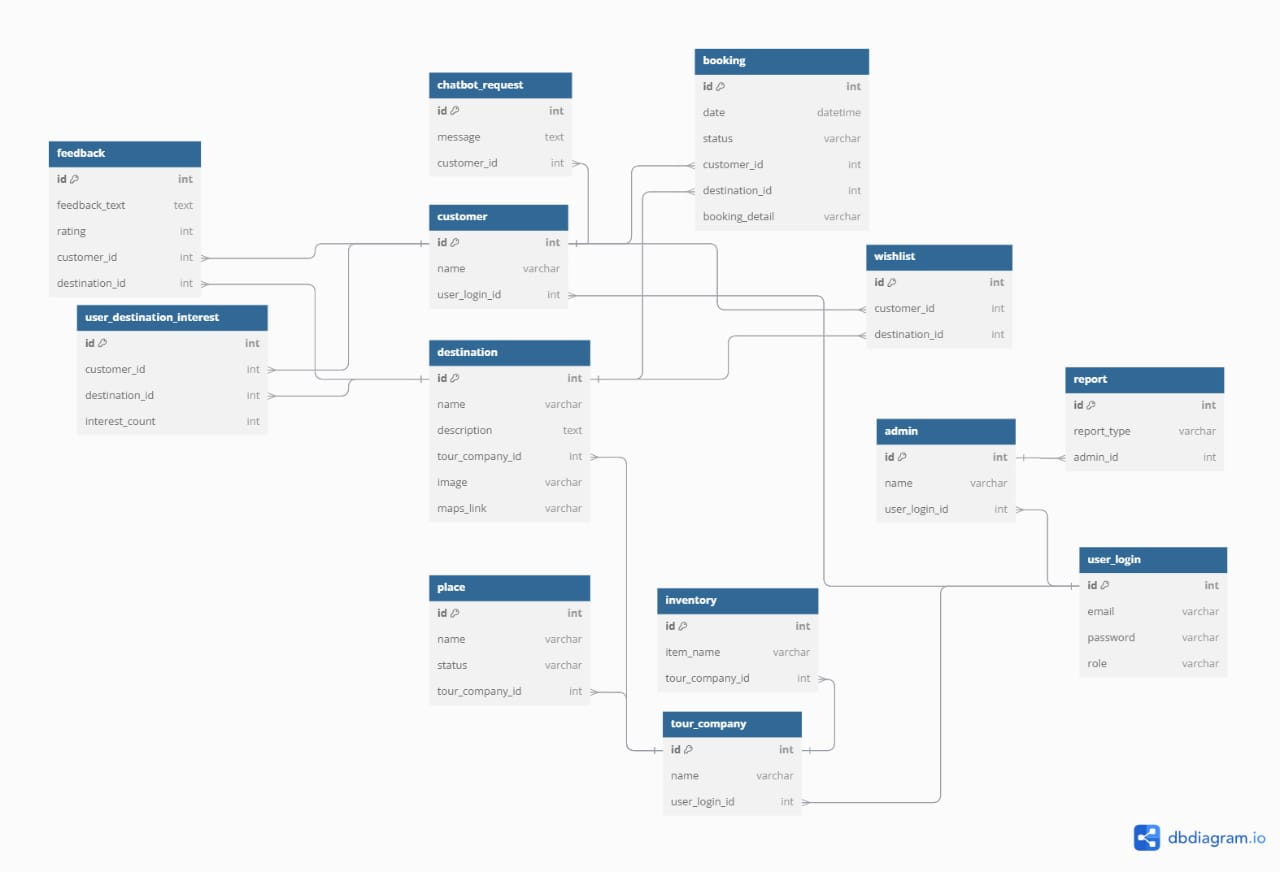 booking
id int
date datetime
status varchar
customer_id int
destination_id int
booking_detail varchar
chatbot_request
id int
message text
customer_id int
feedback
id int
feedback_text text
rating int
customer_id int
destination_id int
customer
id int
name varchar
user_login_id int
wishlist
id int
customer_id int
destination_id int
user_destination_interest
id int
customer_id int
destination_id int
interest_count int
destination
id int
name varchar
description text
tour_company_id int
image varchar
maps_link varchar
report
id int
report_type varchar
admin_id int
admin
id int
name varchar
user_login_id int
user_login
id int
email varchar
password varchar
role varchar
place
id int
name varchar
status varchar
tour_company_id int
inventory
id int
item_name varchar
tour_company_id int
tour_company
id int
name varchar
user_login_id int
dbdiagram.io